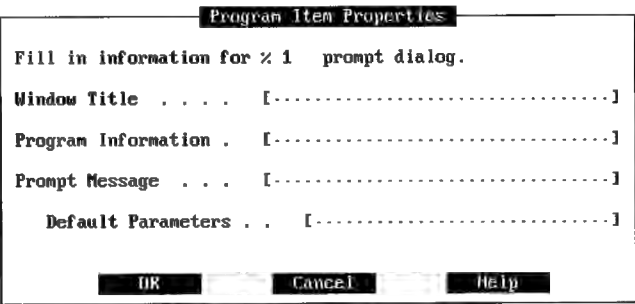 Program Item Properties
Fill in information for % 1 prompt dialog.
Window Title . . . . [................................]
Program Information . [................................]
Prompt Message . . . [................................]
Default Parameters . . [............................]
OK Cancel Help